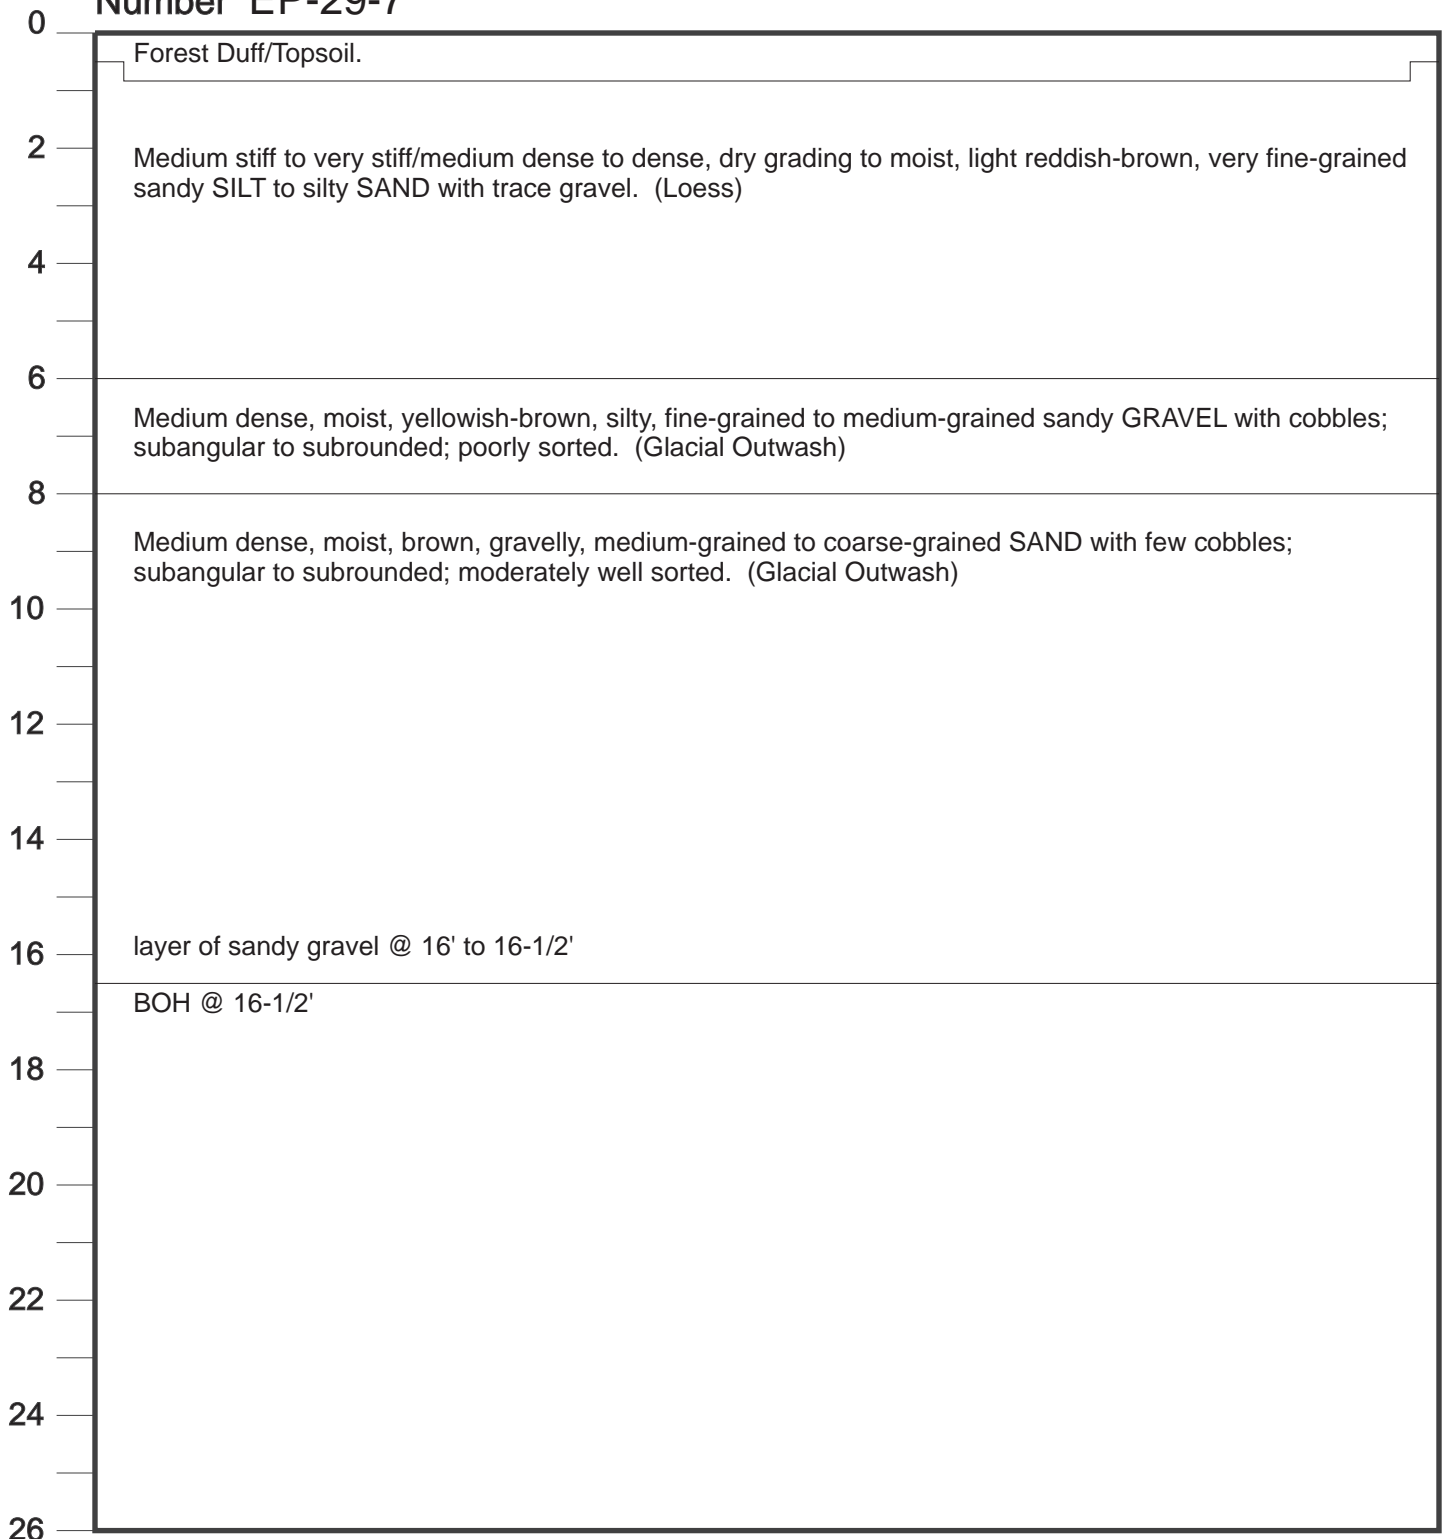 Number EP-29-7
0
Forest Duff/Topsoil.
2
Medium stiff to very stiff/medium dense to dense, dry grading to moist, light reddish-brown, very fine-grained
sandy SILT to silty SAND with trace gravel. (Loess)
4
6
Medium dense, moist, yellowish-brown, silty, fine-grained to medium-grained sandy GRAVEL with cobbles;
subangular to subrounded; poorly sorted. (Glacial Outwash)
8
Medium dense, moist, brown, gravelly, medium-grained to coarse-grained SAND with few cobbles;
subangular to subrounded; moderately well sorted. (Glacial Outwash)
10
12
14
16
layer of sandy gravel @ 16' to 16-1/2'
BOH @ 16-1/2'
18
20
22
24
26